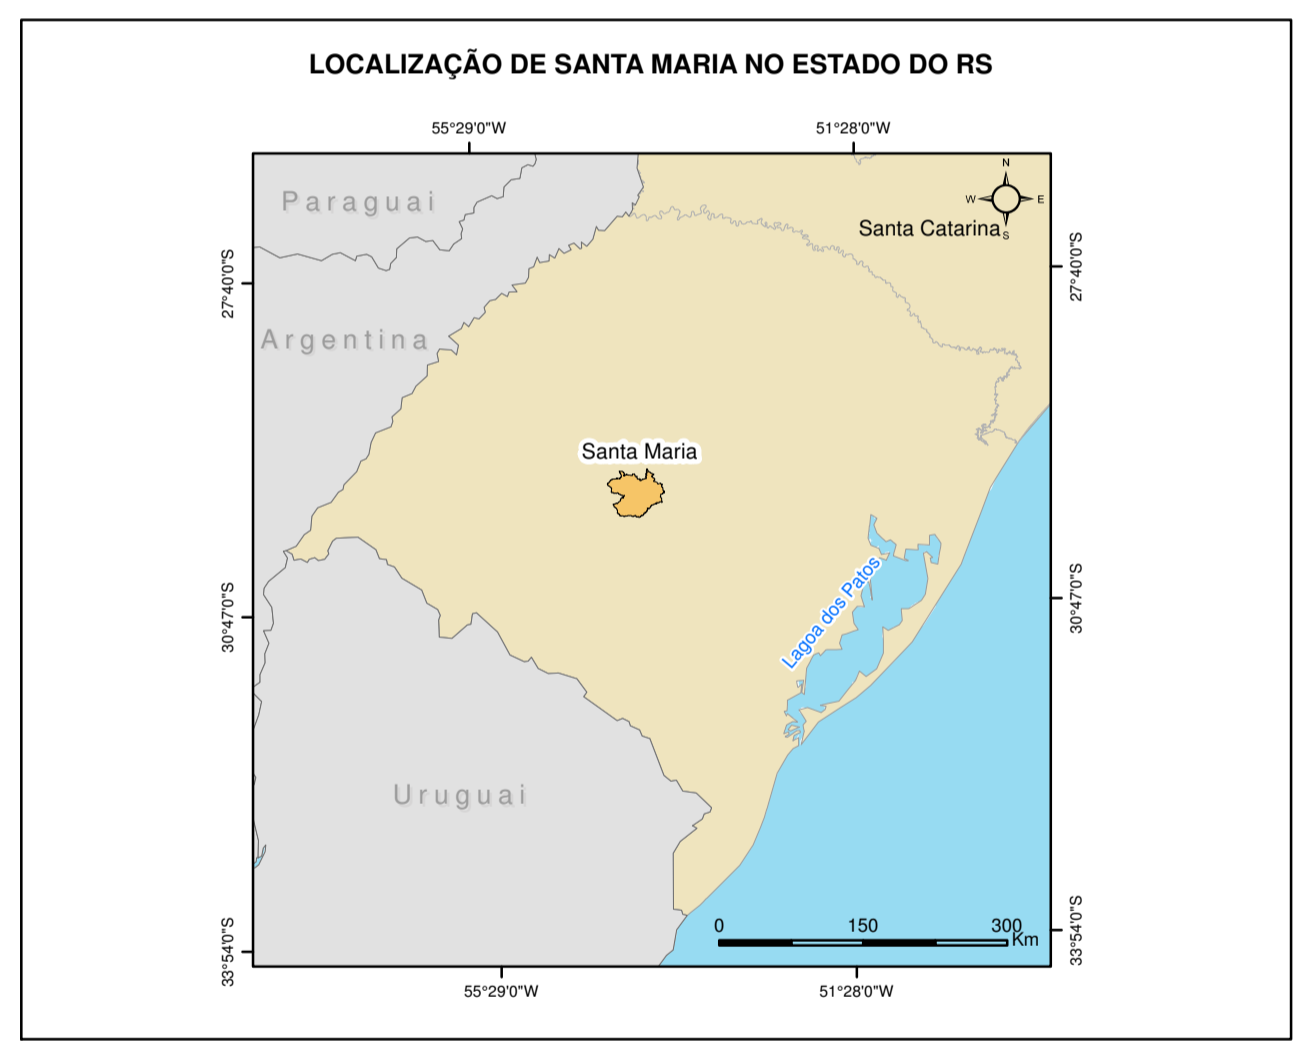 LOCALIZAÇÃO DE SANTA MARIA NO ESTADO DO RS
55°29'0"W
51°28'0"W
Paraguai
N
W
E
S
Santa Catarina
27°40'0"S
27°40'0"S
Argentina
Santa Maria
Lagoa dos Patos
30°47'0"S
30°47'0"S
Uruguai
0
150
300
Km
33°54'0"S
33°54'0"S
55°29'0"W
51°28'0"W